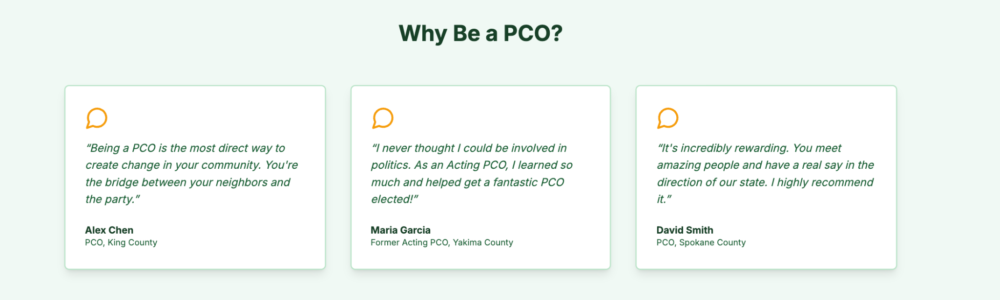 Why Be a PCO?
“Being a PCO is the most direct way to
create change in your community. You're
the bridge between your neighbors and
the party.”
Alex Chen
PCO, King County
“I never thought I could be involved in
politics. As an Acting PCO, I learned so
much and helped get a fantastic PCO
elected!”
Maria Garcia
Former Acting PCO, Yakima County
“It's incredibly rewarding. You meet
amazing people and have a real say in the
direction of our state. I highly recommend
it.”
David Smith
PCO, Spokane County